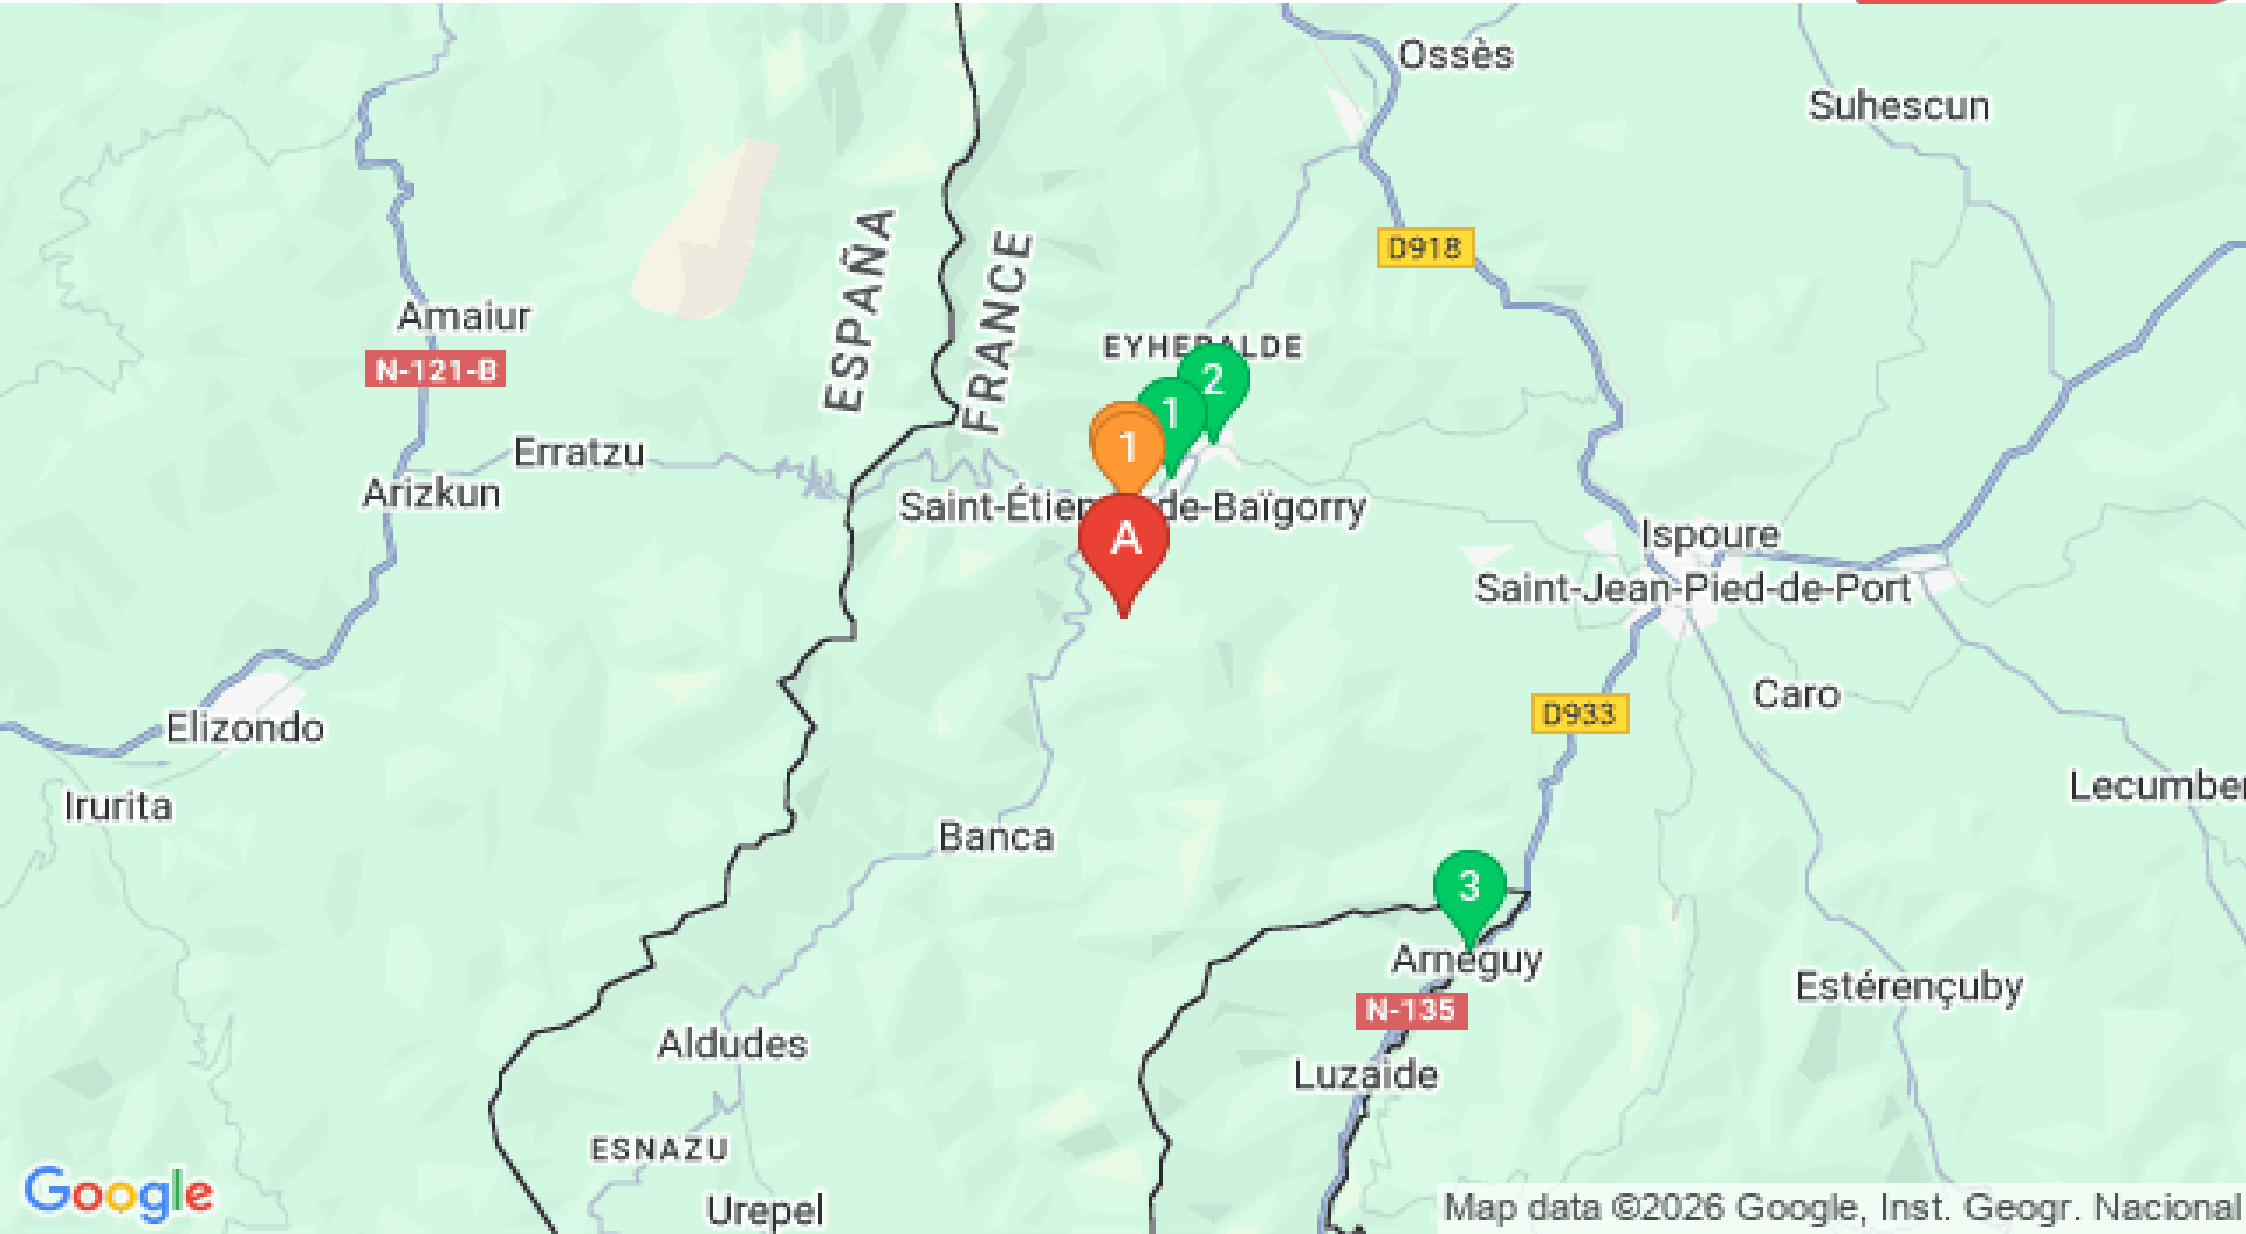 Ossès
Suhescun
D918
ESPAÑA
FRANCE
Amaiur
EYHERALDE
N-121-B
2
1
1
Erratzu
Arizkun
Saint-Étien de-Baïgorry
A
Ispoure
Saint-Jean-Pied-de-Port
Caro
D933
Elizondo
Irurita
Lecumber
Banca
3
Arnéguy
Estérençuby
N-135
Aldudes
Luzaide
ESNAZU
Urepel
Google
Map data ©2026 Google, Inst. Geogr. Nacional